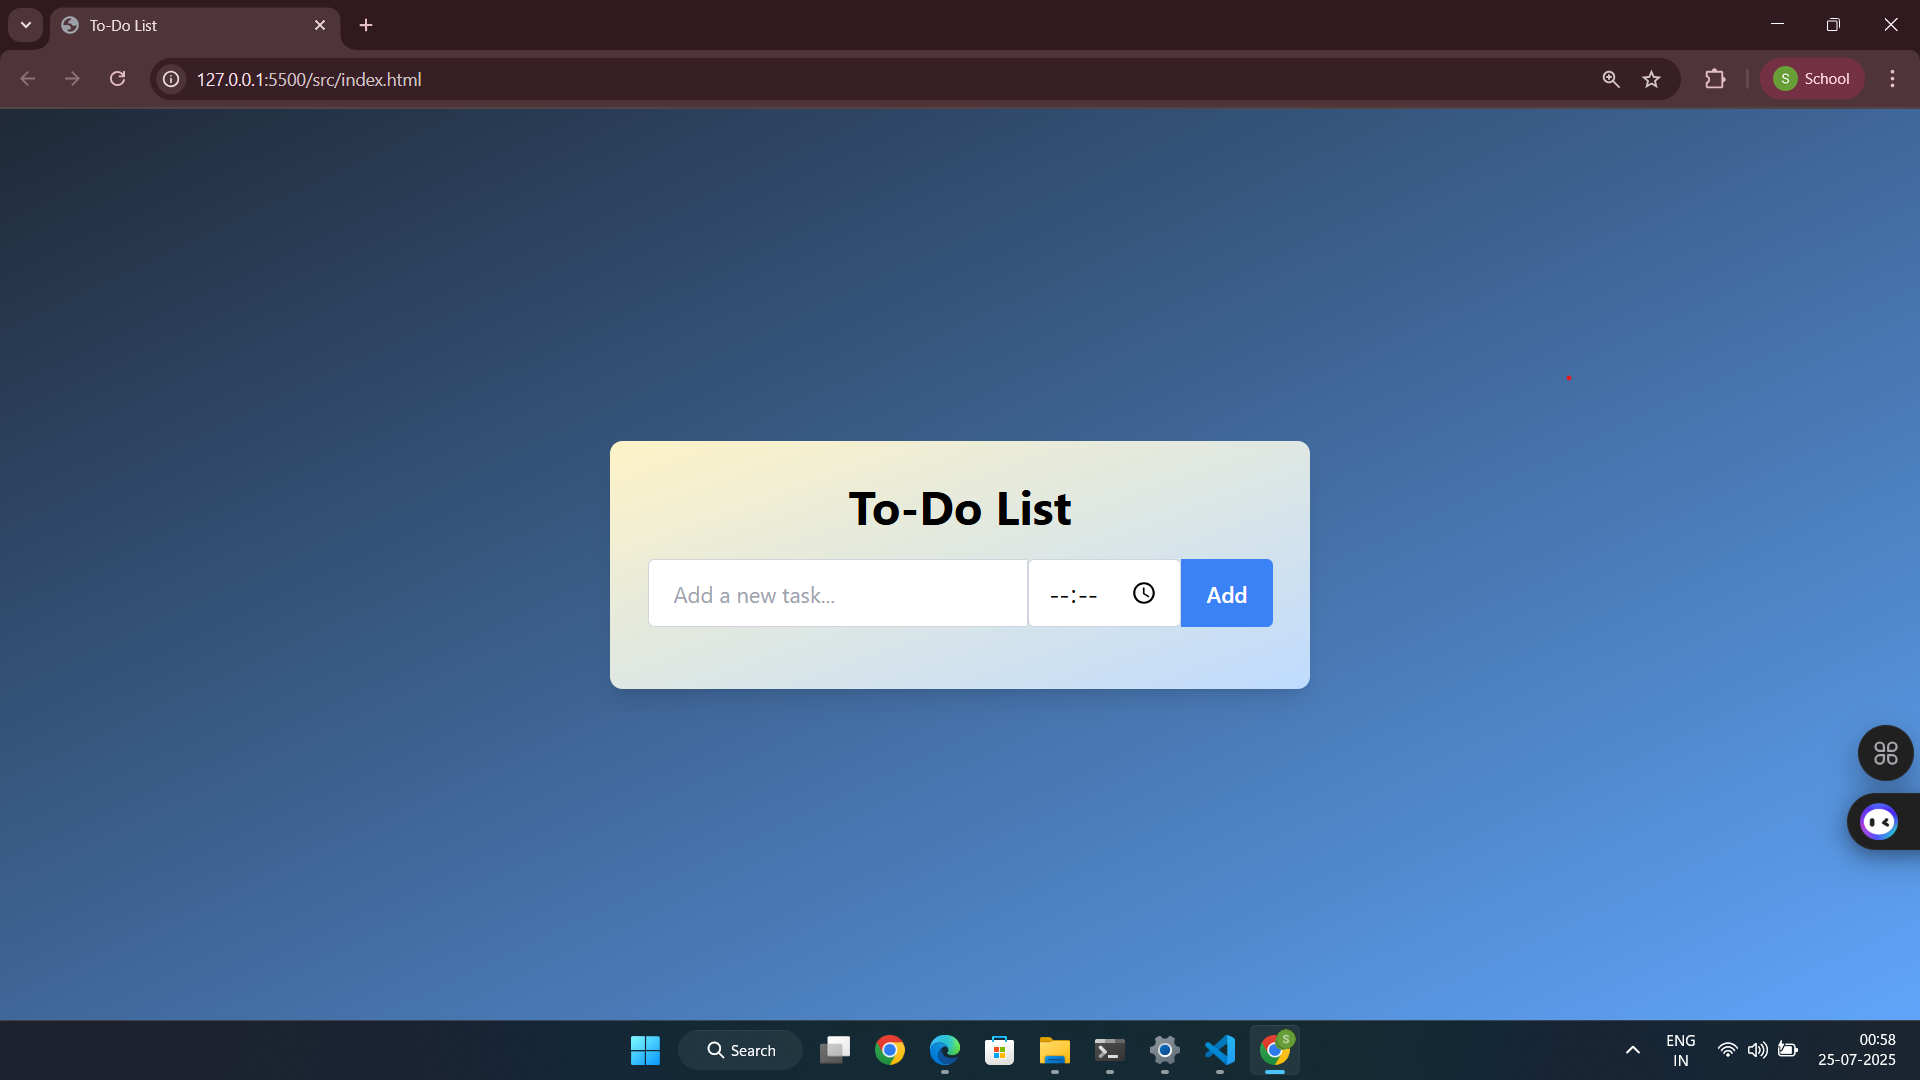 To-Do List
127.0.0.1:5500/src/index.html
S School
To-Do List
Add a new task...
--:--
Add
Search
S
ENG
IN
00:58
25-07-2025